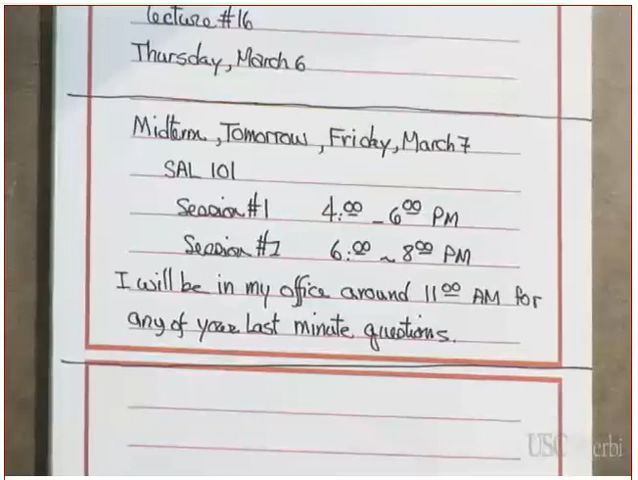 Lecture #16
Thursday, March 6
Midterm, Tomorrow, Friday, March 7
SAL 101
Session #1 4:00 - 6:00 PM
Session #2 6:00 ~ 8:00 PM
I will be in my office around 11:00 AM for
any of your last minute questions.
USC erbi